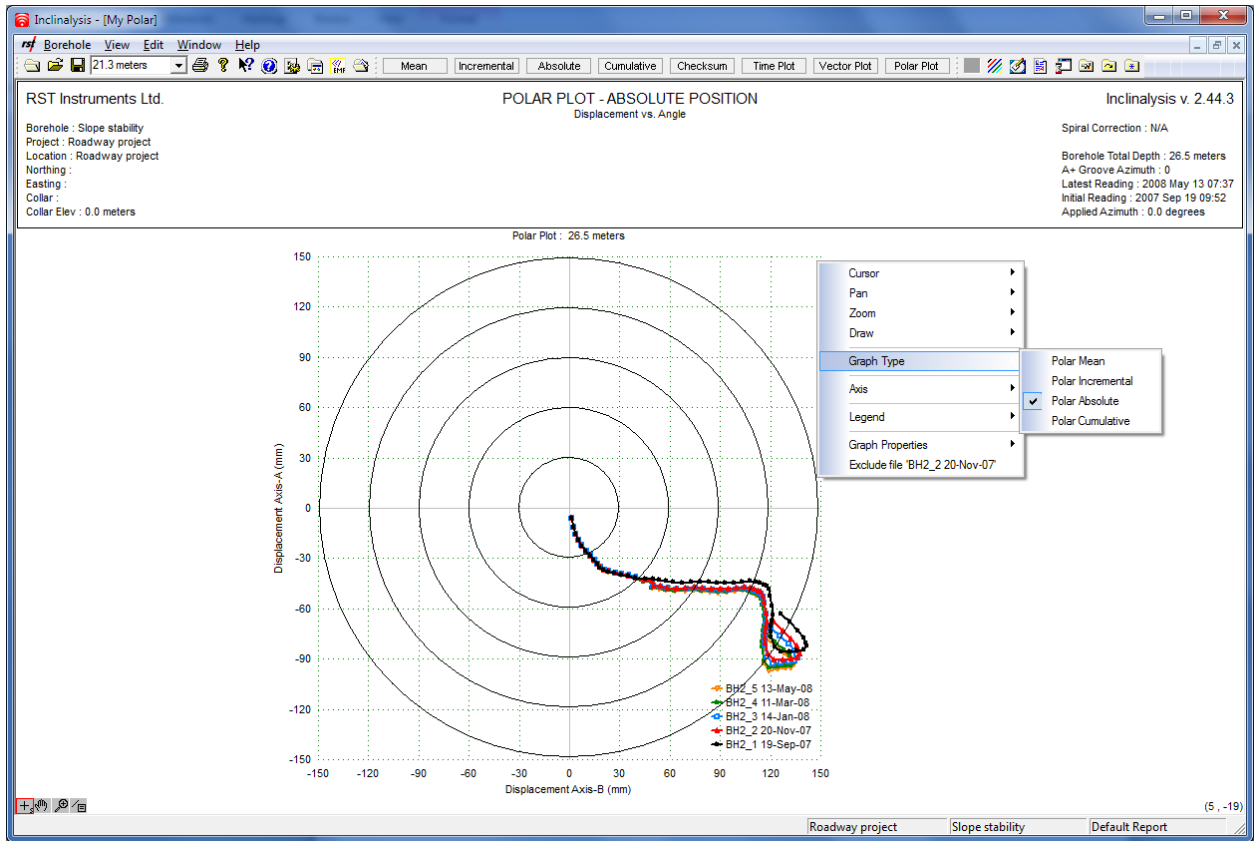 Inclinalysis - [My Polar]
rst Borehole View Edit Window Help
21.3 meters EMF Mean Incremental Absolute Cumulative Checksum Time Plot Vector Plot Polar Plot
RST Instruments Ltd.
Borehole : Slope stability
Project : Roadway project
Location : Roadway project
Northing :
Easting :
Collar :
Collar Elev : 0.0 meters
POLAR PLOT - ABSOLUTE POSITION
Displacement vs. Angle
Inclinalysis v. 2.44.3
Spiral Correction : N/A
Borehole Total Depth : 26.5 meters
A+ Groove Azimuth : 0
Latest Reading : 2008 May 13 07:37
Initial Reading : 2007 Sep 19 09:52
Applied Azimuth : 0.0 degrees
Polar Plot : 26.5 meters
150
120
90
60
30
0
-30
-60
-90
-120
-150
Displacement Axis-A (mm)
-150 -120 -90 -60 -30 0 30 60 90 120 150
Displacement Axis-B (mm)
BH2_5 13-May-08
BH2_4 11-Mar-08
BH2_3 14-Jan-08
BH2_2 20-Nov-07
BH2_1 19-Sep-07
Cursor
Pan
Zoom
Draw
Graph Type
Axis
Legend
Graph Properties
Exclude file 'BH2_2 20-Nov-07'
Polar Mean
Polar Incremental
Polar Absolute
Polar Cumulative
(5 , -19)
Roadway project Slope stability Default Report